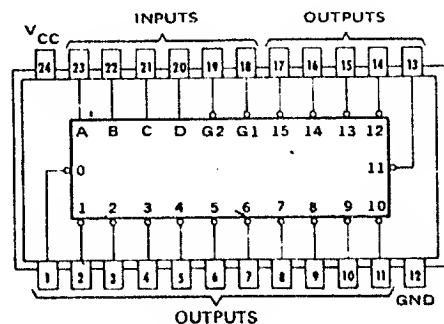 INPUTS OUTPUTS
VCC
24 23 22 21 20 19 18 17 16 15 14 13
A B C D G2 G1 15 14 13 12
0 11
1 2 3 4 5 6 7 8 9 10
1 2 3 4 5 6 7 8 9 10 11 12
GND
OUTPUTS